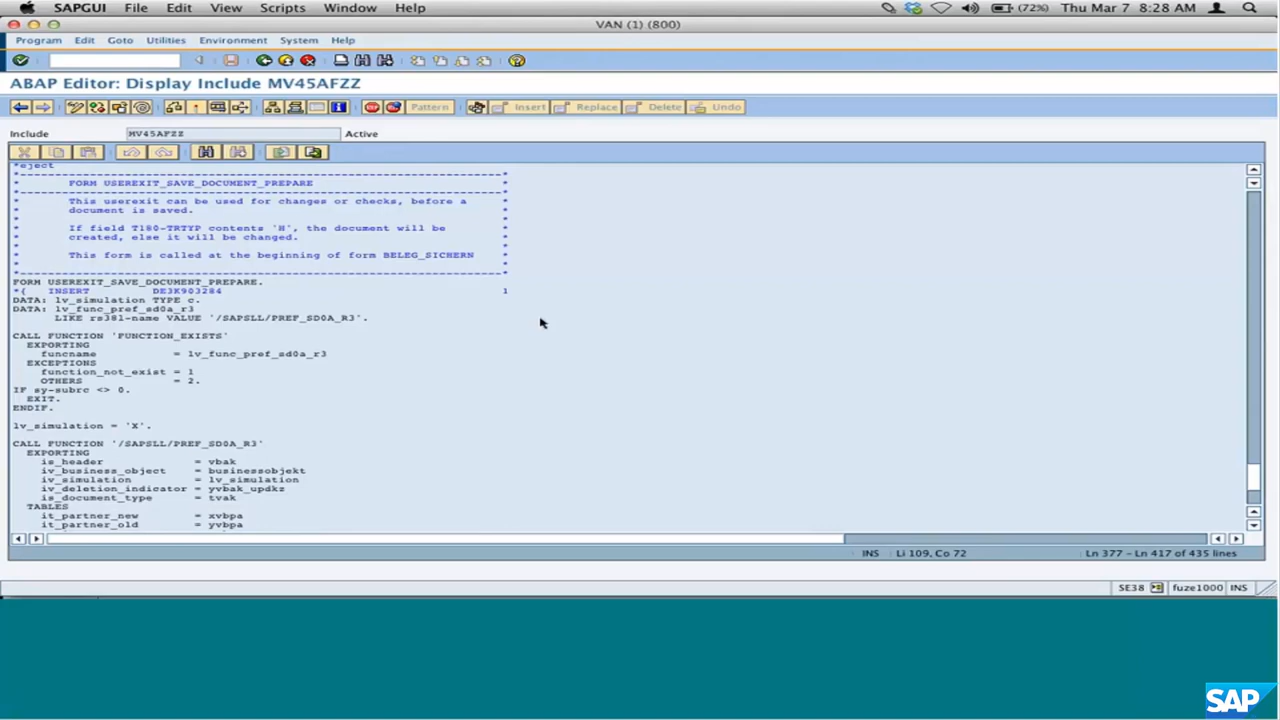 SAPGUI File Edit View Scripts Window Help (72%) Thu Mar 7 8:28 AM
VAN (1) (800)
Program Edit Goto Utilities Environment System Help
ABAP Editor: Display Include MV45AFZZ
Pattern Insert Replace Delete Undo
Include MV45AFZZ Active
*eject
*----------------------------------------------------------------------*
* FORM USEREXIT_SAVE_DOCUMENT_PREPARE *
*----------------------------------------------------------------------*
* This userexit can be used for changes or checks, before a *
* document is saved. *
* *
* If field T180-TRTYP contents 'H', the document will be *
* created, else it will be changed. *
* *
* This form is called at the beginning of form BELEG_SICHERN *
* *
*----------------------------------------------------------------------*
FORM USEREXIT_SAVE_DOCUMENT_PREPARE.
*{ INSERT DE3K903284 1
DATA: lv_simulation TYPE c.
DATA: lv_func_pref_sd0a_r3
LIKE rs38l-name VALUE '/SAPSLL/PREF_SD0A_R3'.
CALL FUNCTION 'FUNCTION_EXISTS'
EXPORTING
funcname = lv_func_pref_sd0a_r3
EXCEPTIONS
function_not_exist = 1
OTHERS = 2.
IF sy-subrc <> 0.
EXIT.
ENDIF.
lv_simulation = 'X'.
CALL FUNCTION '/SAPSLL/PREF_SD0A_R3'
EXPORTING
is_header = vbak
iv_business_object = businessobjekt
iv_simulation = lv_simulation
iv_deletion_indicator = yvbak_updkz
is_document_type = tvak
TABLES
it_partner_new = xvbpa
it_partner_old = yvbpa
INS Li 109, Co 72 Ln 377 - Ln 417 of 435 lines
SE38 fuze1000 INS
SAP